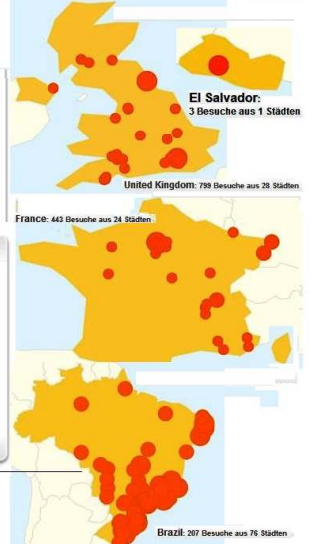 El Salvador:
3 Besuche aus 1 Städten
United Kingdom: 799 Besuche aus 28 Städten
France: 443 Besuche aus 24 Städten
Brazil: 207 Besuche aus 76 Städten